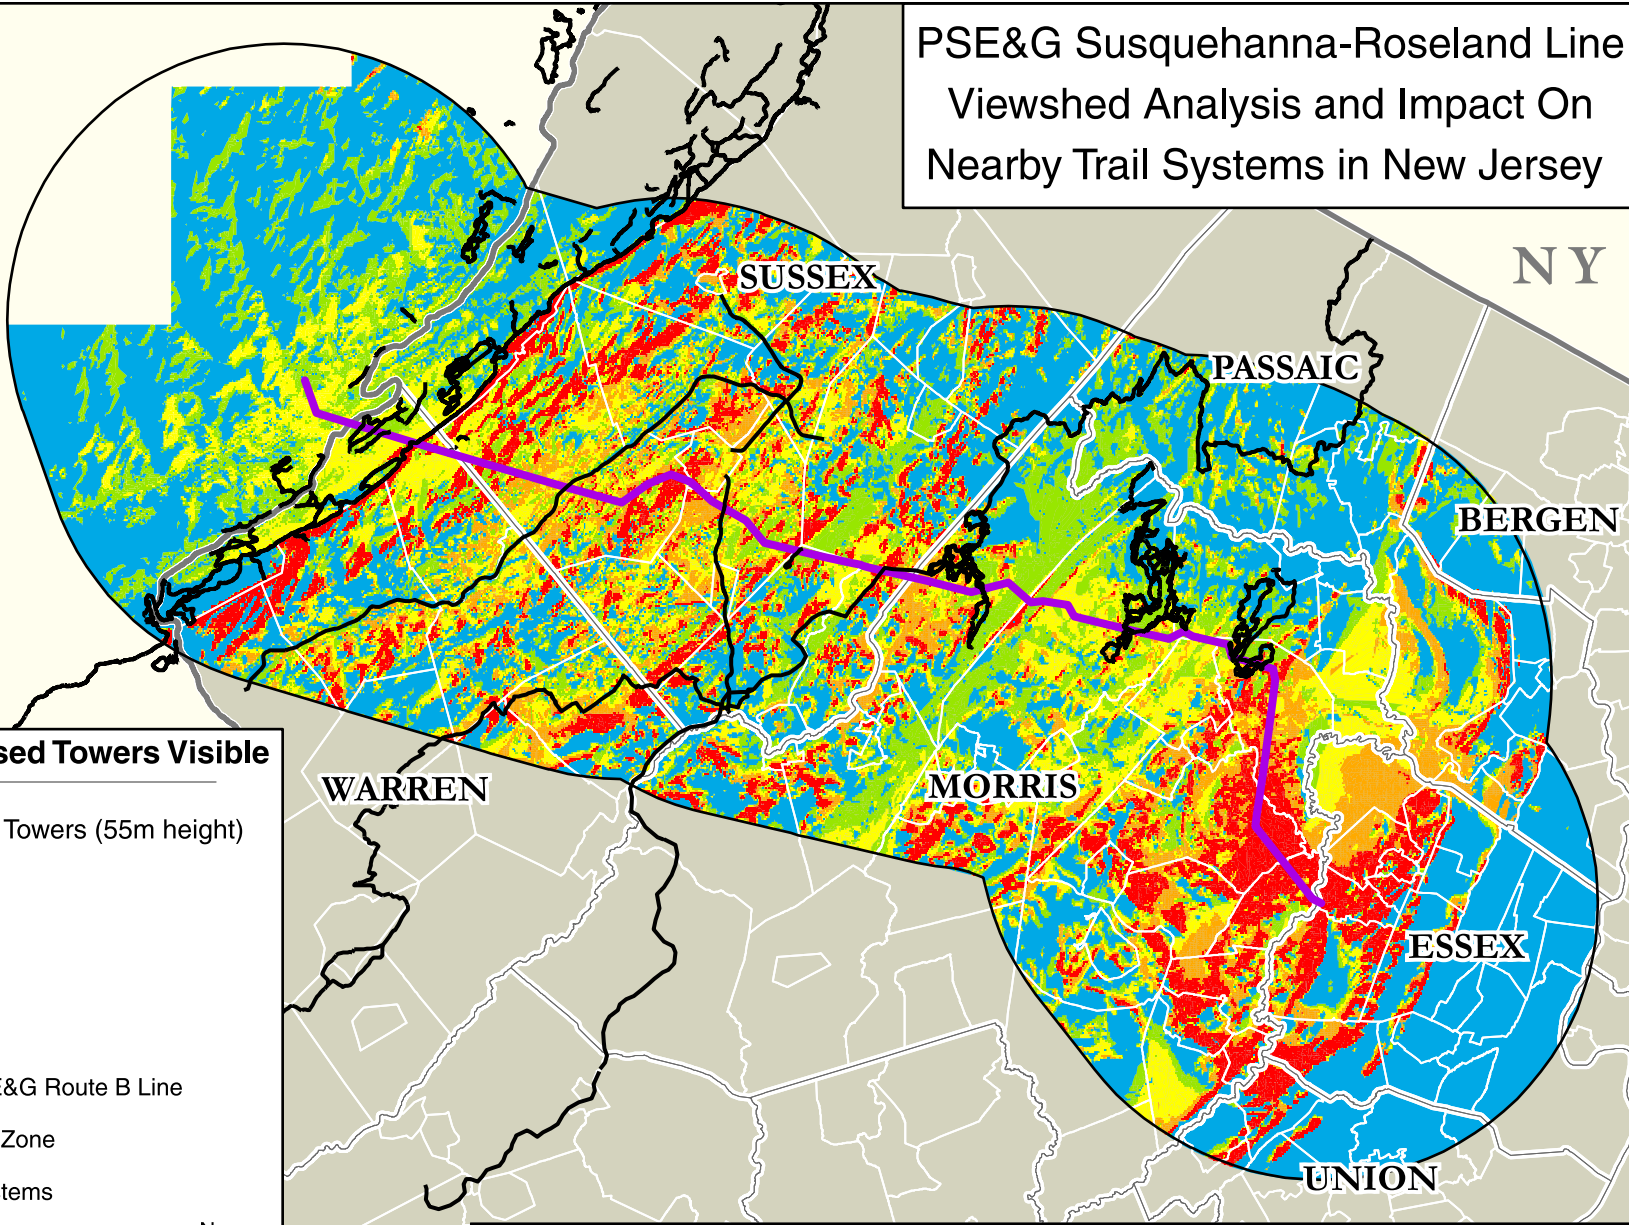 PSE&G Susquehanna-Roseland Line
Viewshed Analysis and Impact On
Nearby Trail Systems in New Jersey
NY
SUSSEX
PASSAIC
BERGEN
WARREN
MORRIS
ESSEX
UNION
sed Towers Visible
Towers (55m height)
E&G Route B Line
Zone
tems
N